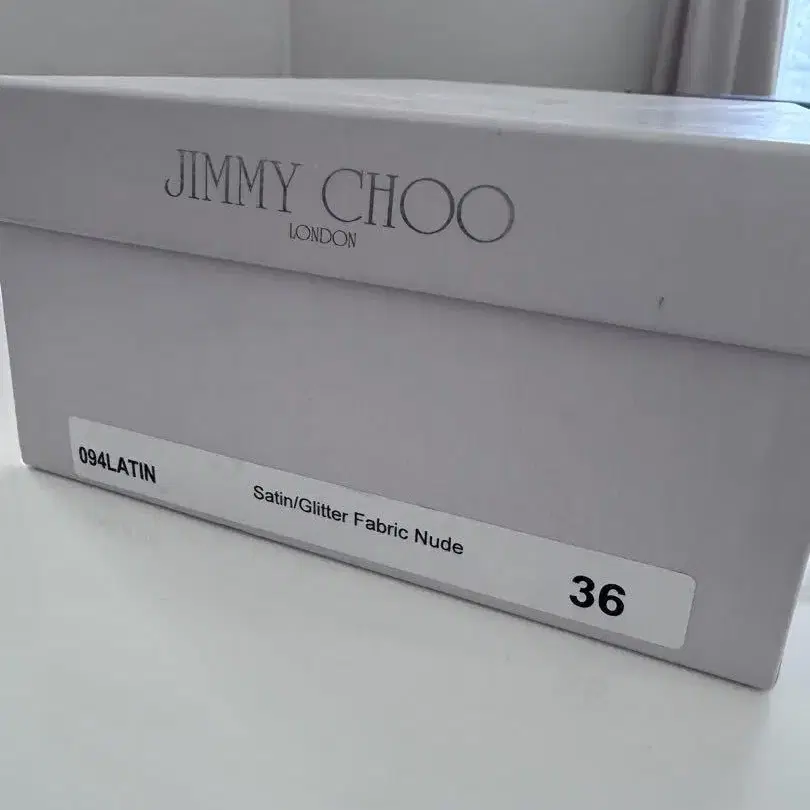 JIMMY CHOO
LONDON
094LATIN
Satin/Glitter Fabric Nude
36